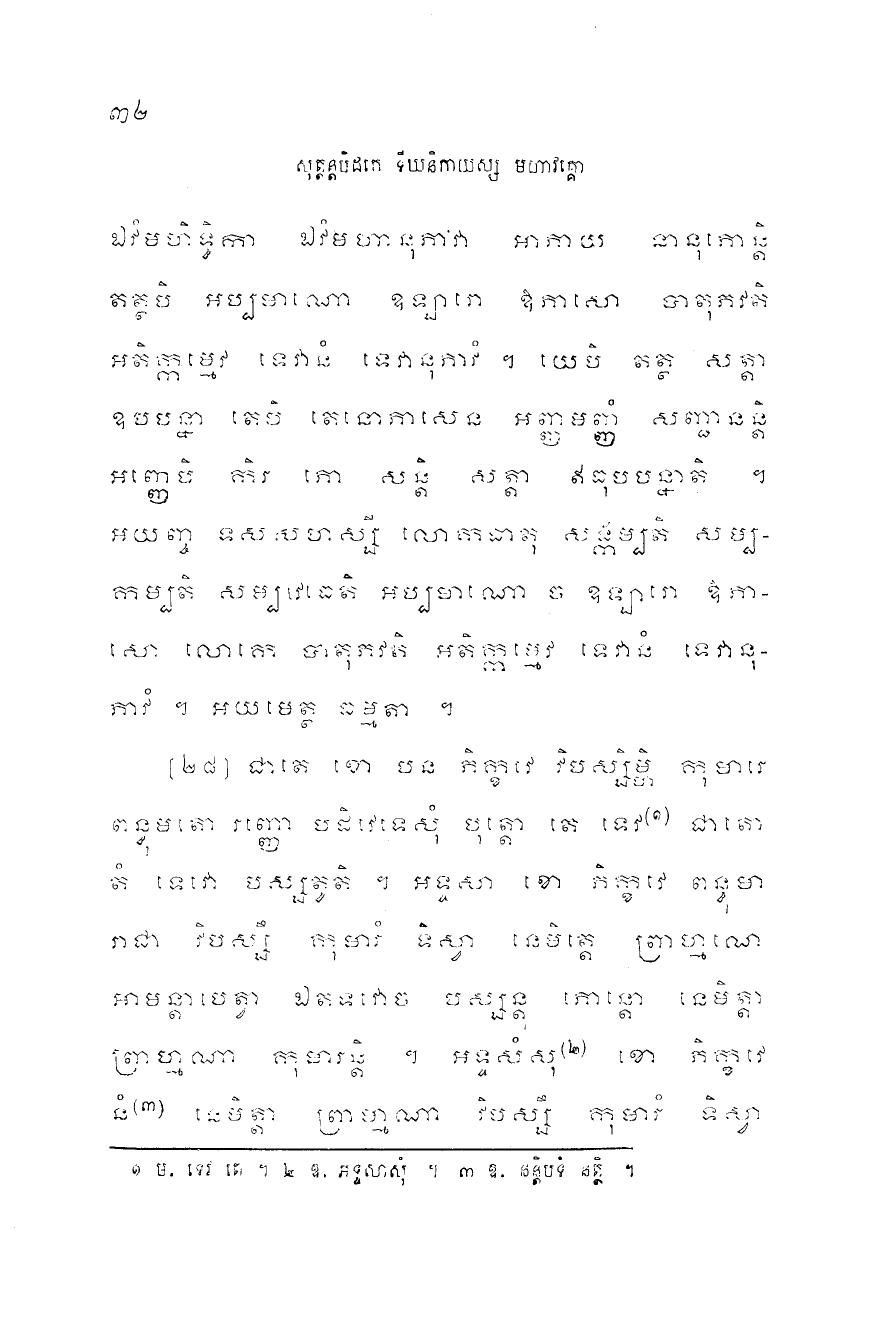 ៣២
សុត្តន្តបិដកេ ទីឃនិកាយស្ស មហាវគ្គោ
ឯវំមហិទ្ធិកា ឯវំមហានុភាវា អាភាយ នានុភោន្តិ
តត្ថបិ អប្បមាណោ ឧឡារោ ឱភាសោ បាតុភវតិ
អតិក្កម្មេវ ទេវានំ ទេវានុភាវំ ។ យេបិ តត្ថ សត្តា
ឧបបន្នា តេបិ តេនោភាសេន អញ្ញមញ្ញំ សញ្ជានន្តិ
អញ្ញេបិ កិរ ភោ សន្តិ សត្តា ឥធុបបន្នាតិ ។
អយញ្ច ទសសហស្សី លោកធាតុ សង្កម្បតិ សម្ប-
កម្បតិ សម្បវេធតិ អប្បមាណោ ច ឧឡារោ ឱភា-
សោ លោកេ បាតុភវតិ អតិក្កម្មេវ ទេវានំ ទេវានុ-
ភាវំ ។ អយមេត្ថ ធម្មតា ។
[២៨] ជាតេ ខោ បន ភិក្ខវេ វិបស្សិម្ហិ កុមារេ
ពន្ធុមតោ រញ្ញោ បដិវេទេសុំ បុត្តោ តេ ទេវ(១) ជាតោ
តំ ទេវោ បស្សតូតិ ។ អទ្ទសា ខោ ភិក្ខវេ ពន្ធុមា
រាជា វិបស្សឹ កុមារំ ទិស្វា នេមិត្តេ ព្រាហ្មណេ
អាមន្តាបេត្វា ឯតទវោច បស្សន្តុ ភោន្តោ នេមិត្តា
ព្រាហ្មណា កុមារន្តិ ។ អទ្ទសំសុ(២) ខោ ភិក្ខវេ
នំ(៣) នេមិត្តា ព្រាហ្មណា វិបស្សឹ កុមារំ ទិស្វា
១ ម. ទេវ តេ ។ ២ ឱ. អទ្ទសាសុំ ។ ៣ ឱ. នន្តិបទំ នត្ថិ ។